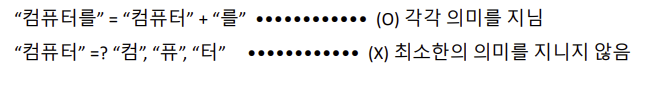 “컴퓨터를” = “컴퓨터” + “를” ●●●●●●●●●●●● (O) 각각 의미를 지님
“컴퓨터” =? “컴”, “퓨”, “터” ●●●●●●●●●●●● (X) 최소한의 의미를 지니지 않음